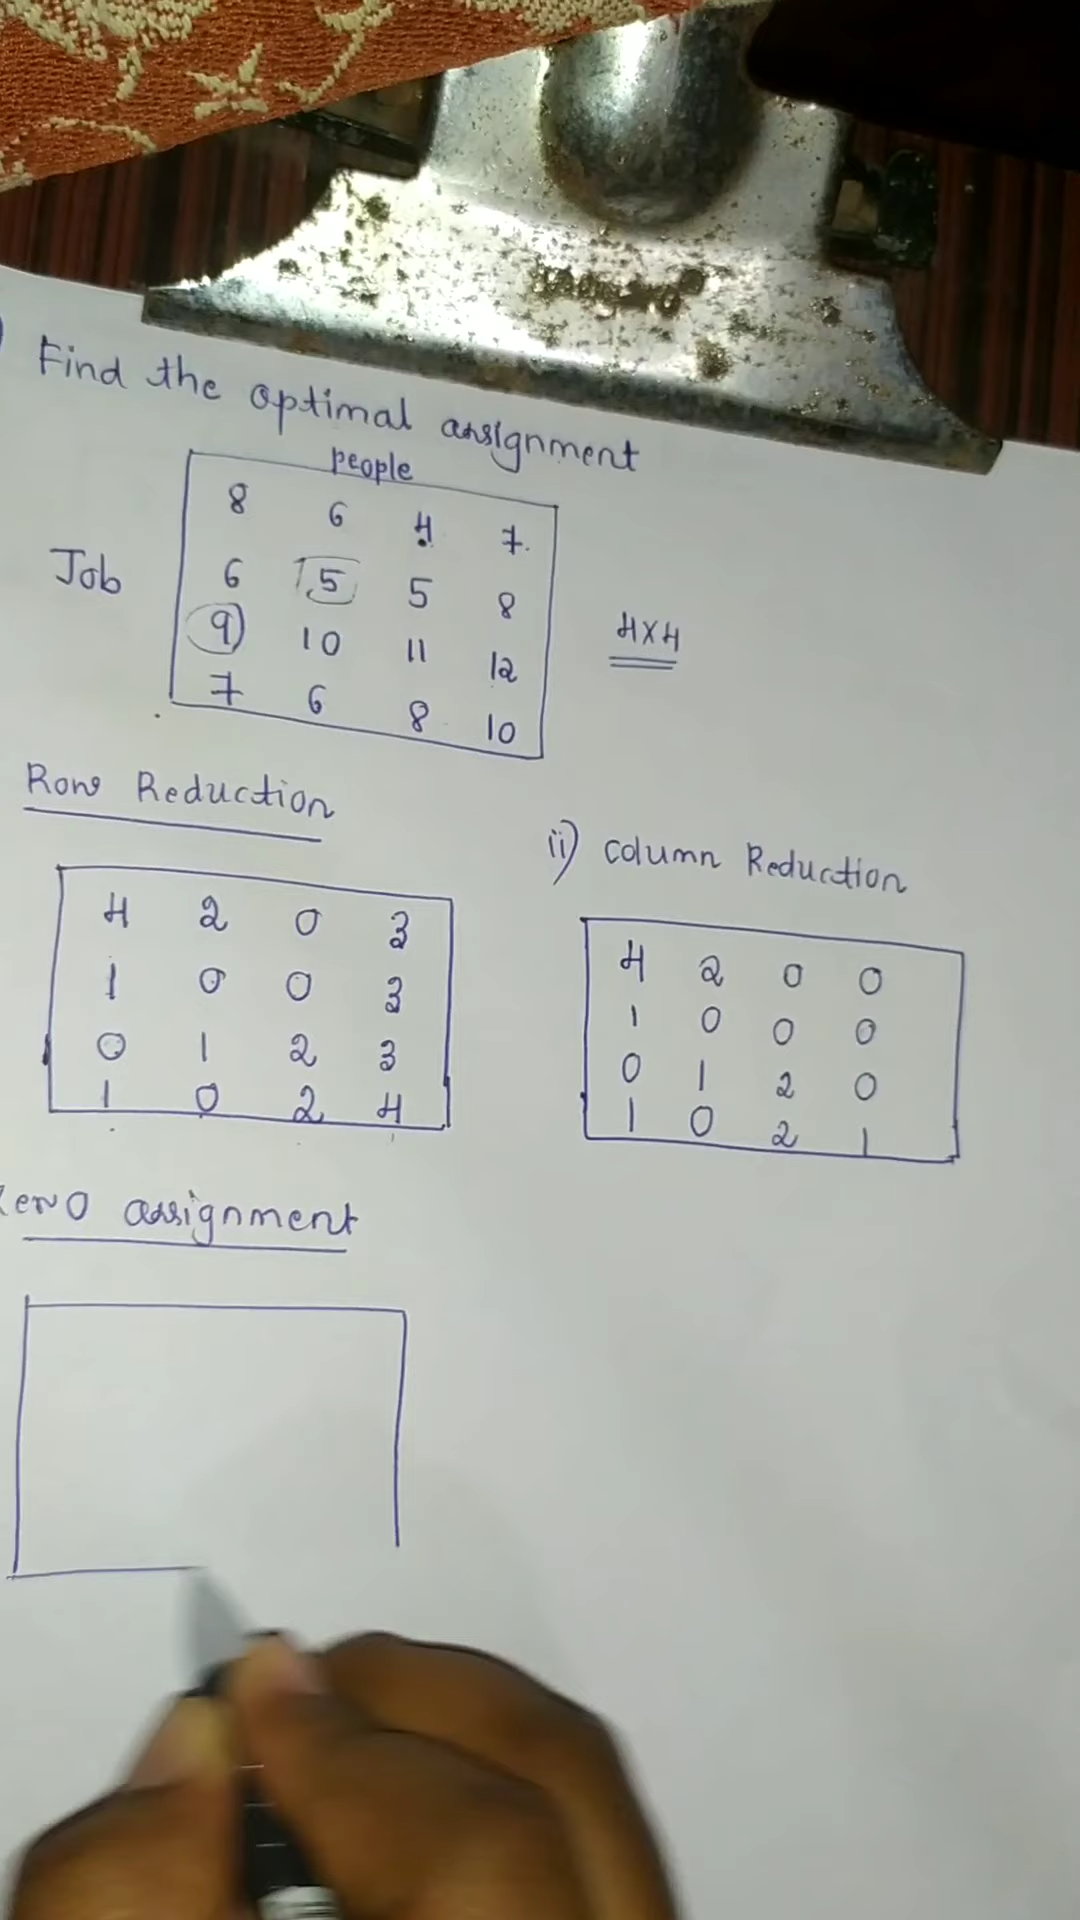 Find the optimal assignment
people
8 6 4 7
Job
6 5 5 8
9 10 11 12
4x4
7 6 8 10
Row Reduction
ii) Column Reduction
4 2 0 3
1 0 0 3
0 1 2 3
1 0 2 4
4 2 0 0
1 0 0 0
0 1 2 0
1 0 2 1
assignment